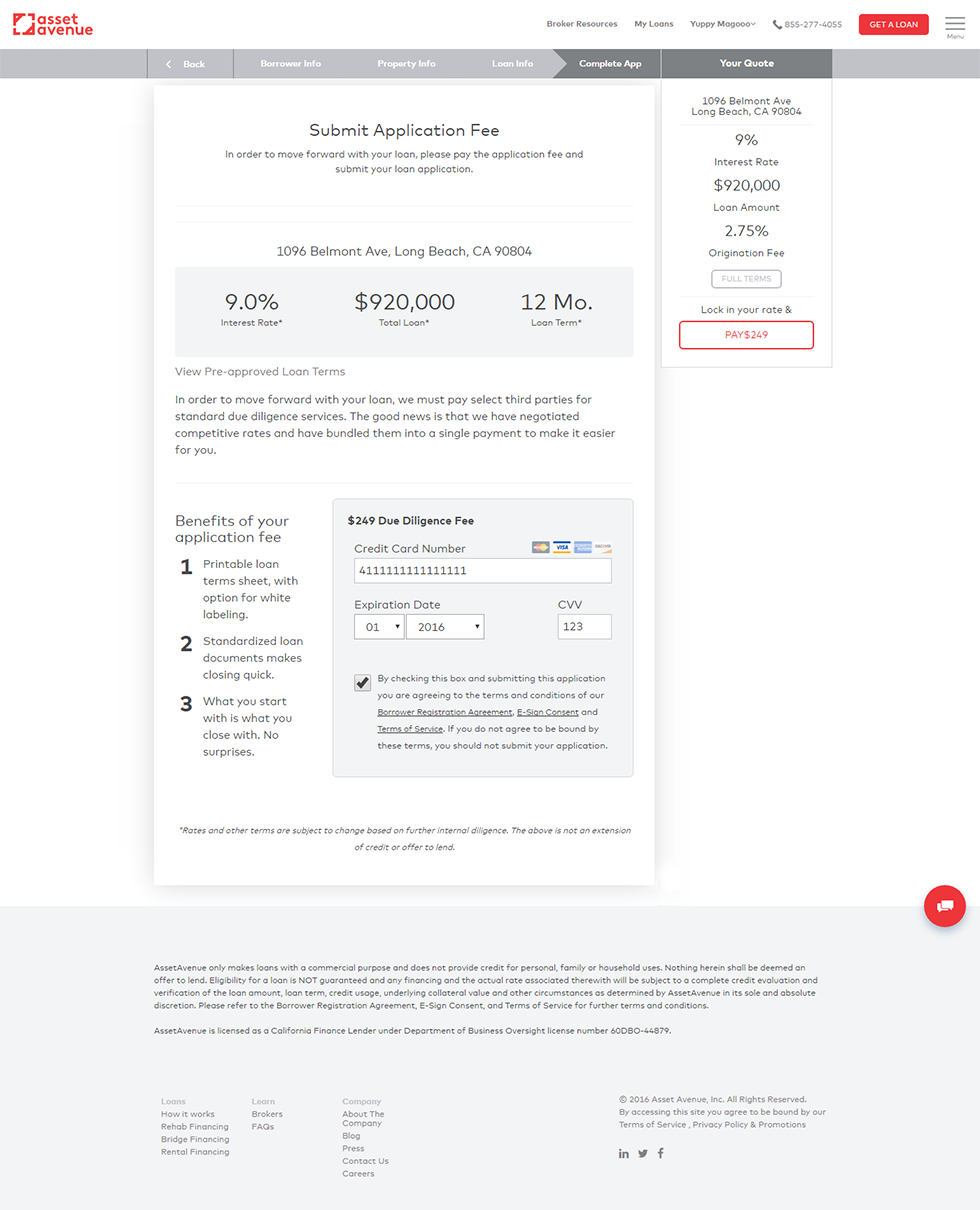 asset
avenue
Broker Resources
My Loans
Yuppy Magooo
855-277-4055
GET A LOAN
Menu
Back
Borrower Info
Property Info
Loan Info
Complete App
Your Quote
Submit Application Fee
In order to move forward with your loan, please pay the application fee and
submit your loan application.
1096 Belmont Ave, Long Beach, CA 90804
9.0%
Interest Rate*
$920,000
Total Loan*
12 Mo.
Loan Term*
View Pre-approved Loan Terms
In order to move forward with your loan, we must pay select third parties for
standard due diligence services. The good news is that we have negotiated
competitive rates and have bundled them into a single payment to make it easier
for you.
Benefits of your
application fee
1 Printable loan
terms sheet, with
option for white
labeling.
2 Standardized loan
documents makes
closing quick.
3 What you start
with is what you
close with. No
surprises.
$249 Due Diligence Fee
Credit Card Number
VISA
4111111111111111
Expiration Date
CVV
01
2016
123
By checking this box and submitting this application
you are agreeing to the terms and conditions of our
Borrower Registration Agreement, E-Sign Consent and
Terms of Service. If you do not agree to be bound by
these terms, you should not submit your application.
*Rates and other terms are subject to change based on further internal diligence. The above is not an extension
of credit or offer to lend.
1096 Belmont Ave
Long Beach, CA 90804
9%
Interest Rate
$920,000
Loan Amount
2.75%
Origination Fee
FULL TERMS
Lock in your rate &
PAY$249
AssetAvenue only makes loans with a commercial purpose and does not provide credit for personal, family or household uses. Nothing herein shall be deemed an
offer to lend. Eligibility for a loan is NOT guaranteed and any financing and the actual rate associated therewith will be subject to a complete credit evaluation and
verification of the loan amount, loan term, credit usage, underlying collateral value and other circumstances as determined by AssetAvenue in its sole and absolute
discretion. Please refer to the Borrower Registration Agreement, E-Sign Consent, and Terms of Service for further terms and conditions.
AssetAvenue is licensed as a California Finance Lender under Department of Business Oversight license number 60DBO-44879.
Loans
How it works
Rehab Financing
Bridge Financing
Rental Financing
Learn
Brokers
FAQs
Company
About The
Company
Blog
Press
Contact Us
Careers
© 2016 Asset Avenue, Inc. All Rights Reserved.
By accessing this site you agree to be bound by our
Terms of Service , Privacy Policy & Promotions